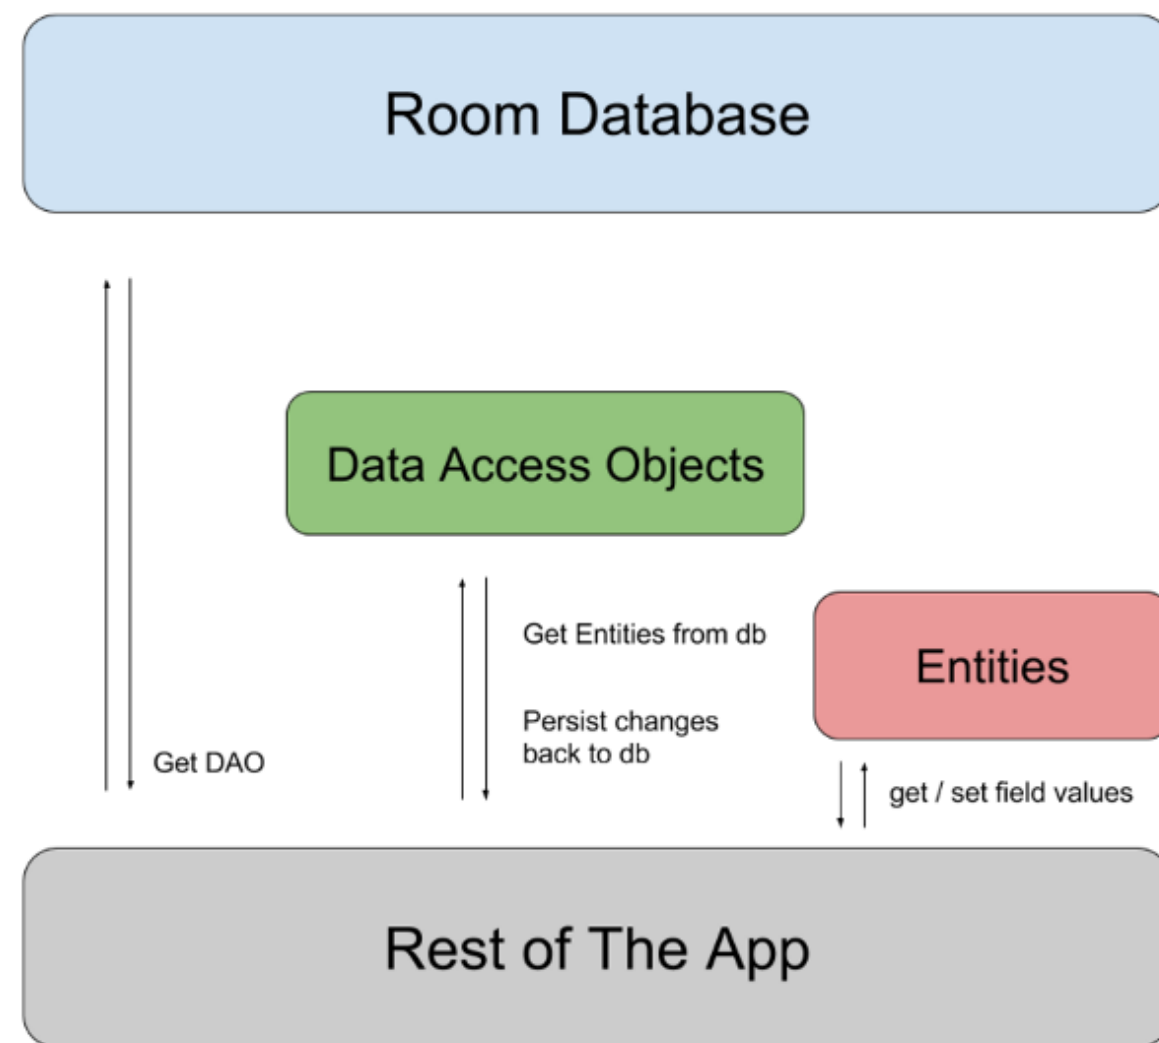 Room Database
Data Access Objects
Get Entities from db
Entities
Persist changes
back to db
Get DAO
get / set field values
Rest of The App